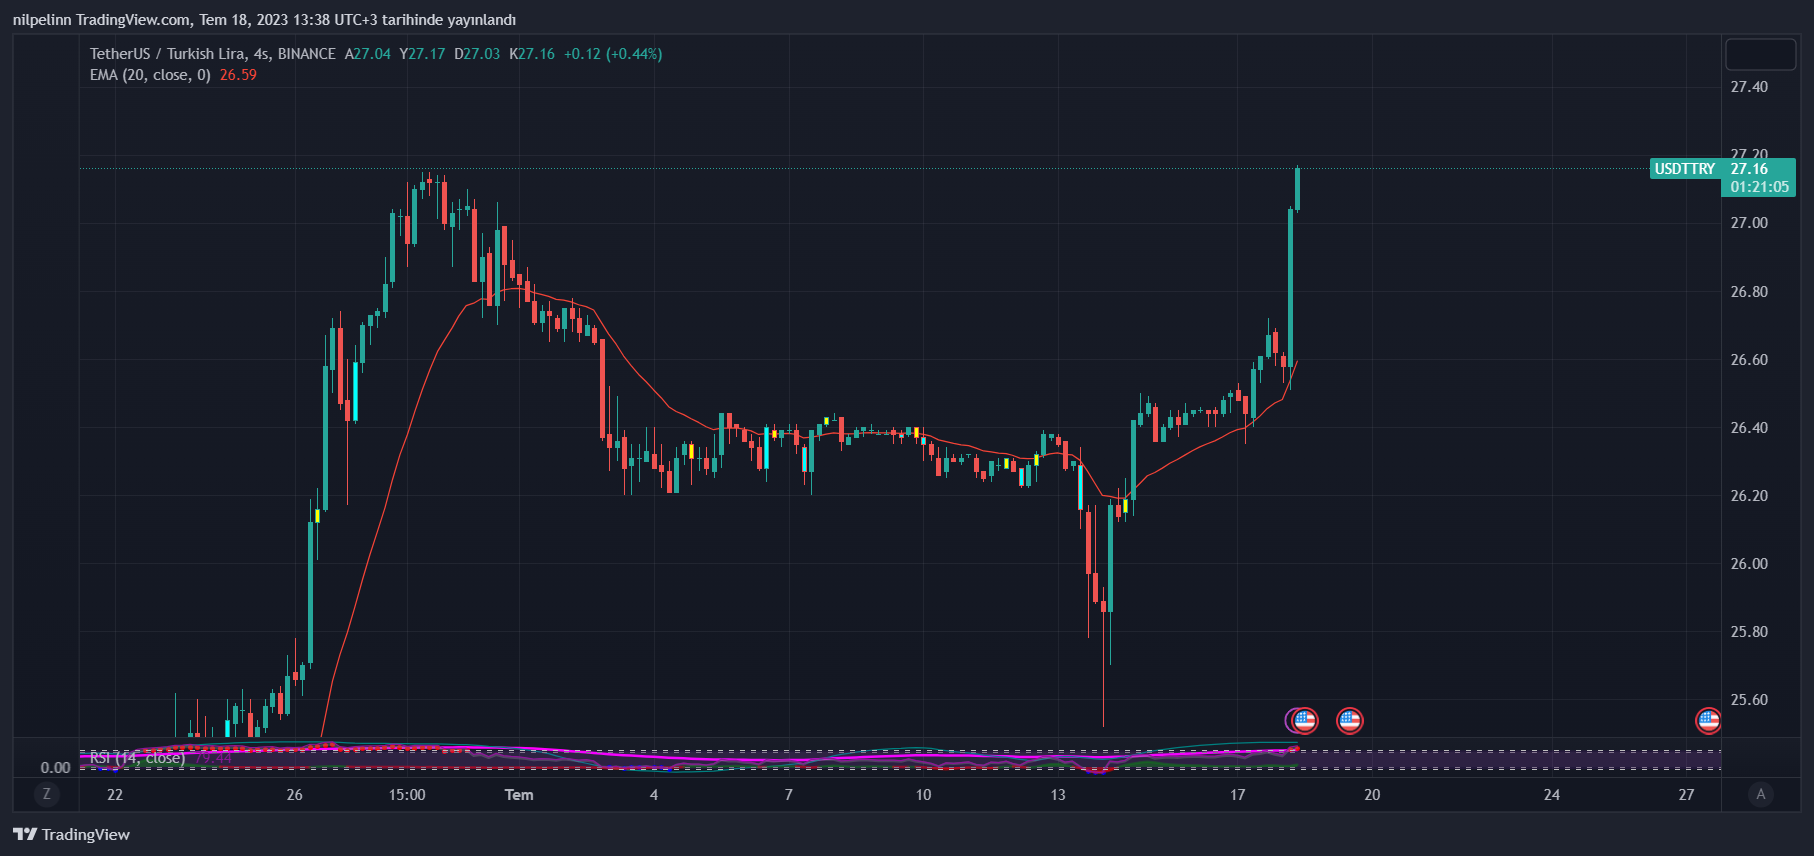 nilpelinn TradingView.com, Tem 18, 2023 13:38 UTC+3 tarihinde yayınlandı
TetherUS / Turkish Lira, 4s, BINANCE A27.04 Y27.17 D27.03 K27.16 +0.12 (+0.44%)
EMA (20, close, 0) 26.59
27.40
27.20
USDTTRY 27.16
01:21:05
27.00
26.80
26.60
26.40
26.20
26.00
25.80
25.60
RSI (14, close) 79.44
0.00
Z 22 26 15:00 Tem 4 7 10 13 17 20 24 27 A
TradingView